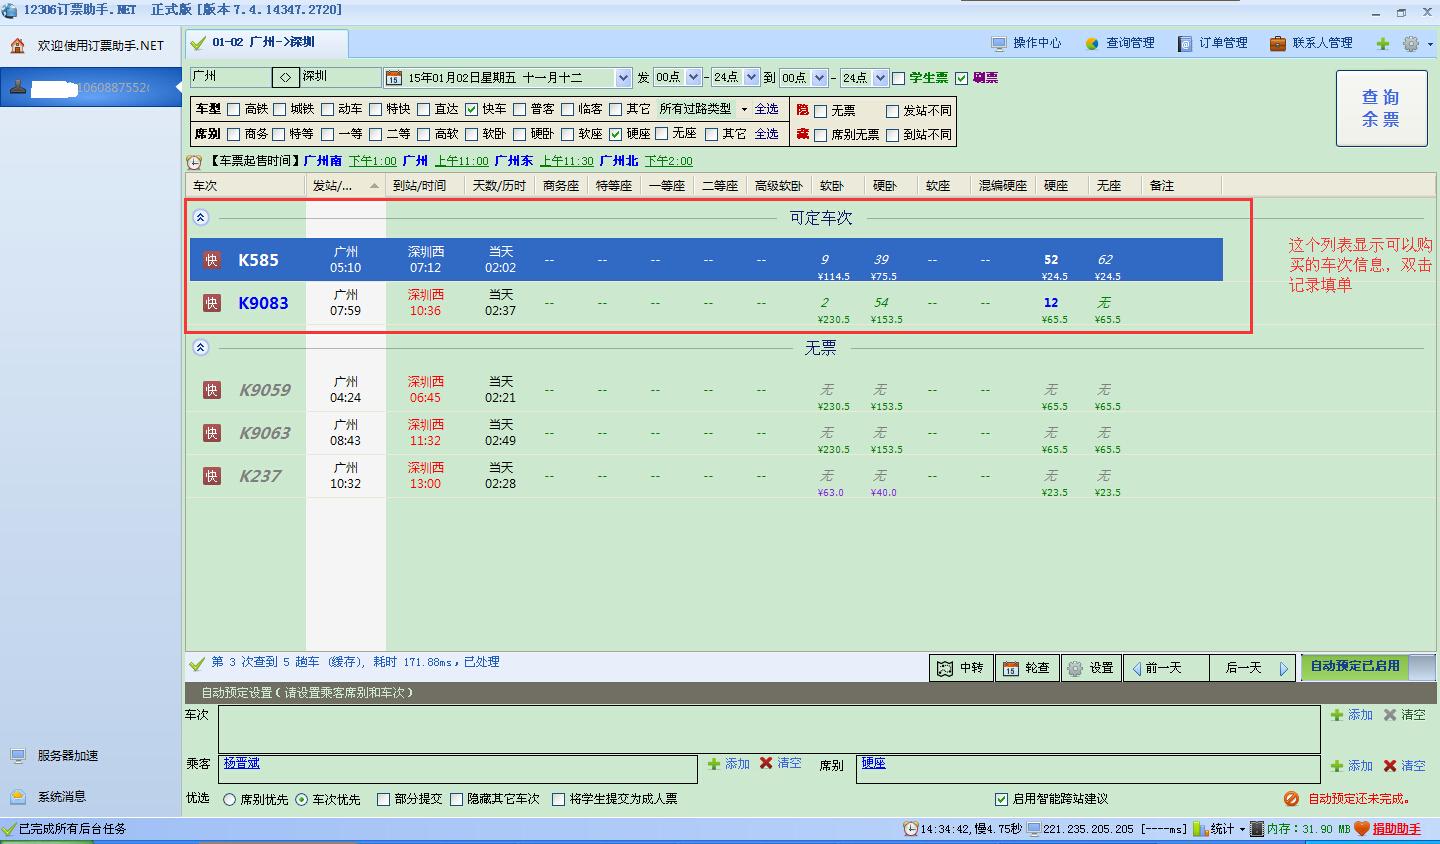 12306订票助手.NET 正式版 [版本 7.4.14347.2720]
欢迎使用订票助手.NET
01-02 广州->深圳
操作中心 查询管理 订单管理 联系人管理
广州 <> 深圳 15年01月02日星期五 十一月十二 发 00点 - 24点 到 00点 - 24点 学生票 刷票
车型 高铁 城铁 动车 特快 直达 快车 普客 临客 其它 所有过路类型 全选
席别 商务 特等 一等 二等 高软 软卧 硬卧 软座 硬座 无座 其它 全选
隐 无票 发站不同
藏 席别无票 到站不同
查询
余票
【车票起售时间】广州南 下午1:00 广州 上午11:00 广州东 上午11:30 广州北 下午2:00
车次 发站/... 到站/时间 天数/历时 商务座 特等座 一等座 二等座 高级软卧 软卧 硬卧 软座 混编硬座 硬座 无座 备注
可定车次
快 K585 广州 深圳西 当天 -- -- -- -- -- 9 39 -- -- 52 62
05:10 07:12 02:02 ¥114.5 ¥75.5 ¥24.5 ¥24.5
快 K9083 广州 深圳西 当天 -- -- -- -- -- 2 54 -- -- 12 无
07:59 10:36 02:37 ¥230.5 ¥153.5 ¥65.5 ¥65.5
这个列表显示可以购
买的车次信息，双击
记录填单
无票
快 K9059 广州 深圳西 当天 -- -- -- -- -- 无 无 -- -- 无 无
04:24 06:45 02:21 ¥230.5 ¥153.5 ¥65.5 ¥65.5
快 K9063 广州 深圳西 当天 -- -- -- -- -- 无 无 -- -- 无 无
08:43 11:32 02:49 ¥230.5 ¥153.5 ¥65.5 ¥65.5
快 K237 广州 深圳西 当天 -- -- -- -- -- 无 无 -- -- 无 无
10:32 13:00 02:28 ¥63.0 ¥40.0 ¥23.5 ¥23.5
第 3 次查到 5 趟车 (缓存), 耗时 171.88ms，已处理
中转 轮查 设置 前一天 后一天 自动预定已启用
自动预定设置（请设置乘客席别和车次）
车次 添加 清空
乘客 杨晋斌 添加 清空 席别 硬座 添加 清空
优选 席别优先 车次优先 部分提交 隐藏其它车次 将学生提交为成人票 启用智能跨站建议 自动预定还未完成。
服务器加速
系统消息
已完成所有后台任务 14:34:42,慢4.75秒 221.235.205.205 [----ms] 统计 内存：31.90 MB 捐助助手